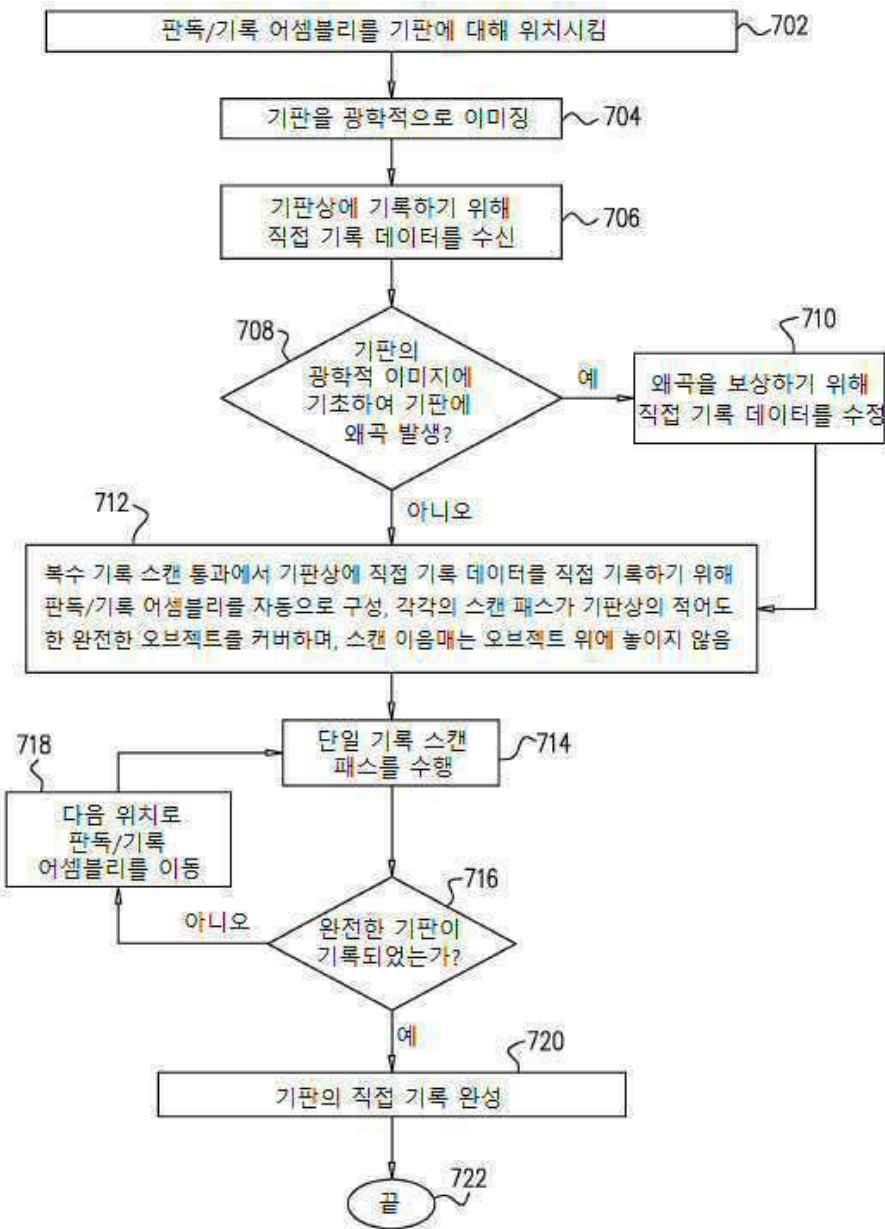 판독/기록 어셈블리를 기판에 대해 위치시킴
702
기판을 광학적으로 이미징
704
기판상에 기록하기 위해
직접 기록 데이터를 수신
706
708
기판의
광학적 이미지에
기초하여 기판에
왜곡 발생?
예
710
왜곡을 보상하기 위해
직접 기록 데이터를 수정
아니오
712
복수 기록 스캔 통과에서 기판상에 직접 기록 데이터를 직접 기록하기 위해
판독/기록 어셈블리를 자동으로 구성, 각각의 스캔 패스가 기판상의 적어도
한 완전한 오브젝트를 커버하며, 스캔 이음매는 오브젝트 위에 놓이지 않음
단일 기록 스캔
패스를 수행
714
718
다음 위치로
판독/기록
어셈블리를 이동
아니오
716
완전한 기판이
기록되었는가?
예
720
기판의 직접 기록 완성
끝
722